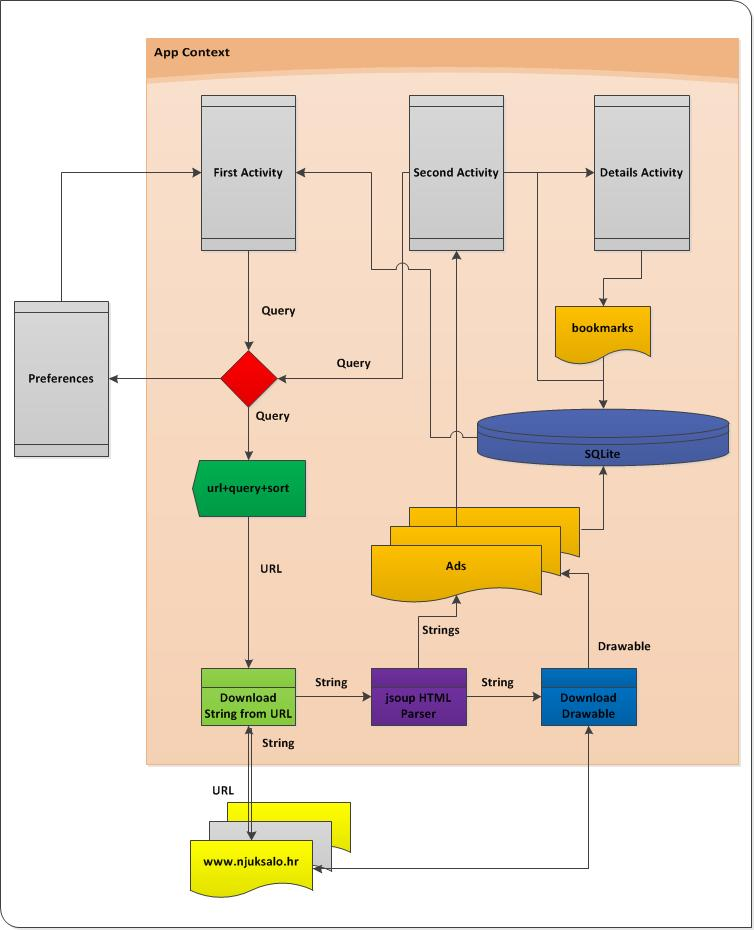 App Context
First Activity
Second Activity
Details Activity
Query
bookmarks
Preferences
Query
Query
SQLite
url+query+sort
URL
Ads
Strings
Drawable
String
String
Download
String from URL
jsoup HTML
Parser
Download
Drawable
String
URL
www.njuksalo.hr